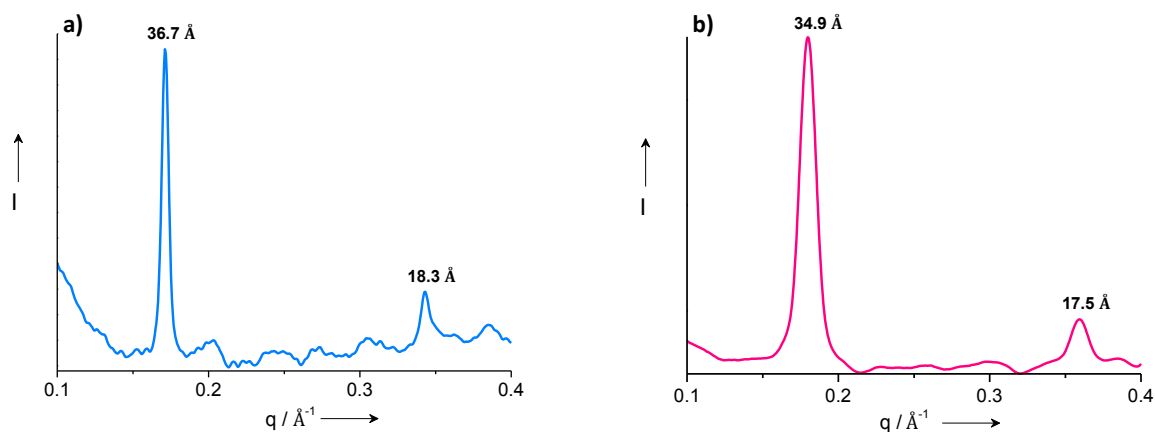 a)
36.7 Å
18.3 Å
I
0.1 0.2 0.3 0.4
q / Å⁻¹
b)
34.9 Å
17.5 Å
I
0.1 0.2 0.3 0.4
q / Å⁻¹